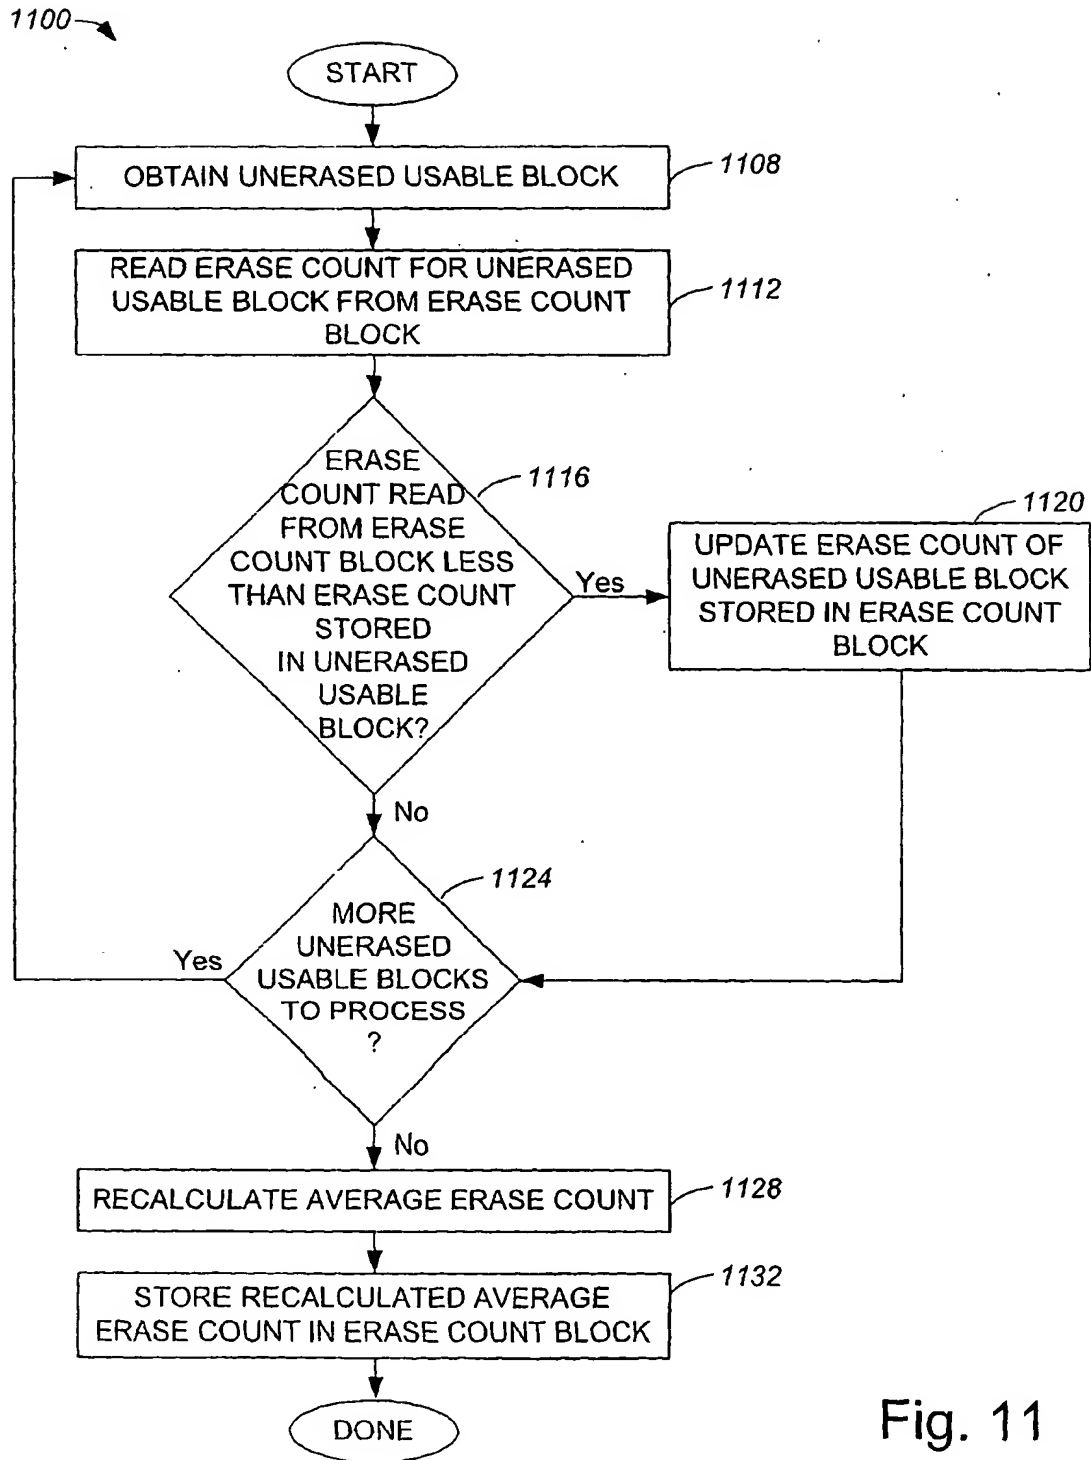 1100
START
OBTAIN UNERASED USABLE BLOCK
1108
READ ERASE COUNT FOR UNERASED
USABLE BLOCK FROM ERASE COUNT
BLOCK
1112
ERASE
COUNT READ
FROM ERASE
COUNT BLOCK LESS
THAN ERASE COUNT
STORED
IN UNERASED
USABLE
BLOCK?
1116
Yes
1120
UPDATE ERASE COUNT OF
UNERASED USABLE BLOCK
STORED IN ERASE COUNT
BLOCK
No
1124
MORE
UNERASED
USABLE BLOCKS
TO PROCESS
?
Yes
No
RECALCULATE AVERAGE ERASE COUNT
1128
STORE RECALCULATED AVERAGE
ERASE COUNT IN ERASE COUNT BLOCK
1132
DONE
Fig. 11